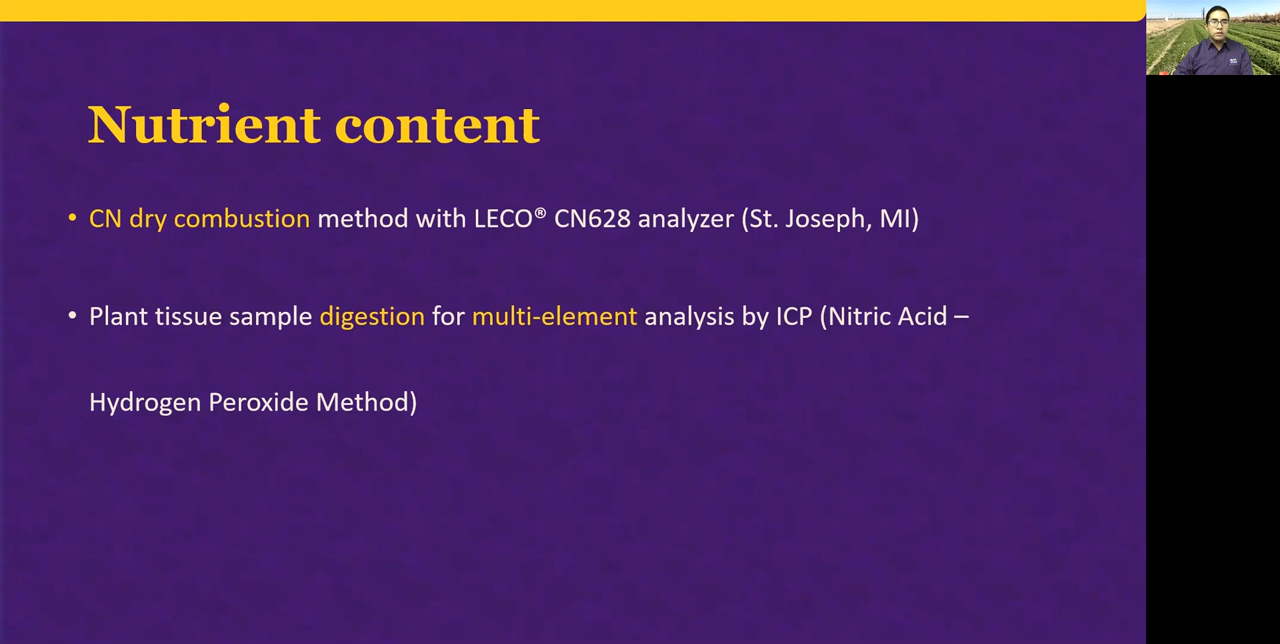 Nutrient content
• CN dry combustion method with LECO® CN628 analyzer (St. Joseph, MI)
• Plant tissue sample digestion for multi-element analysis by ICP (Nitric Acid –
Hydrogen Peroxide Method)